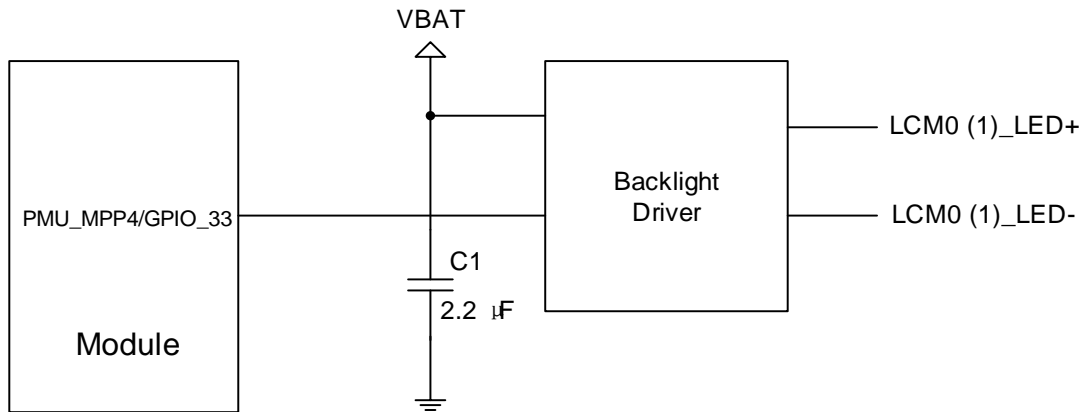 VBAT
LCM0 (1)_LED+
Backlight
Driver
PMU_MPP4/GPIO_33
LCM0 (1)_LED-
C1
2.2 μF
Module